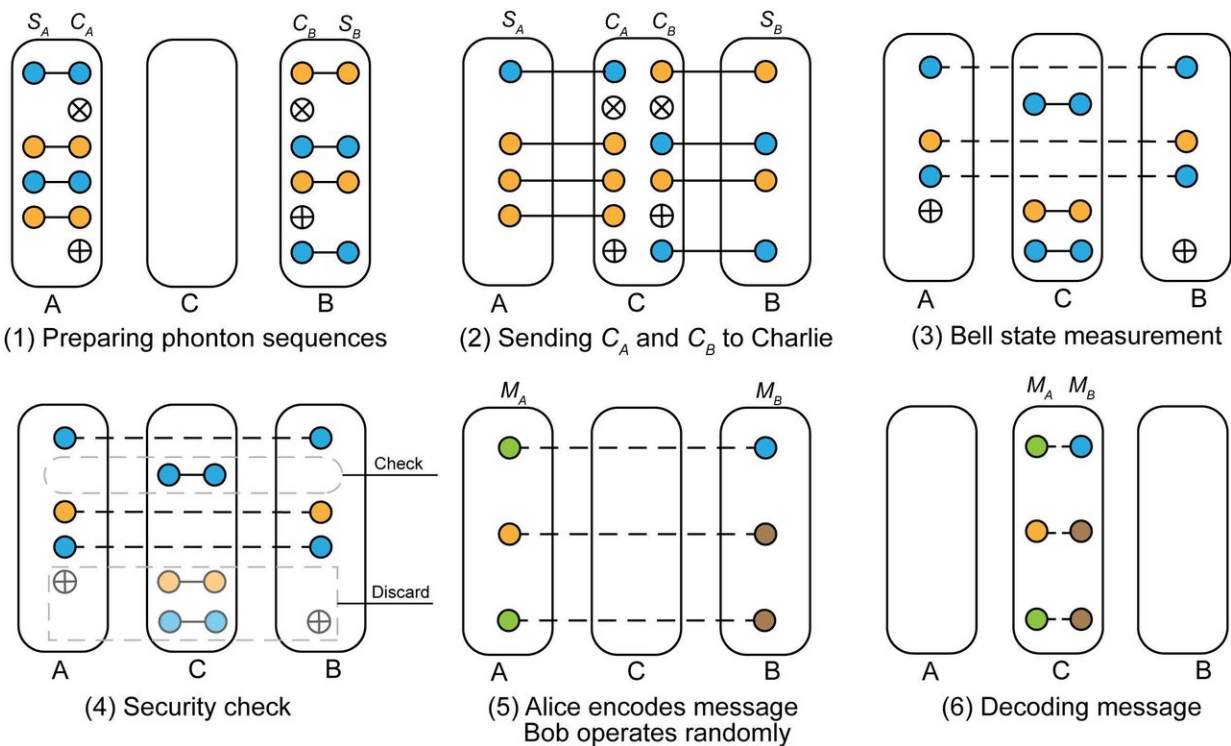 S_A C_A C_B S_B
A C B
(1) Preparing phonton sequences
S_A C_A C_B S_B
A C B
(2) Sending C_A and C_B to Charlie
A C B
(3) Bell state measurement
Check
Discard
A C B
(4) Security check
M_A M_B
A C B
(5) Alice encodes message
Bob operates randomly
M_A M_B
A C B
(6) Decoding message